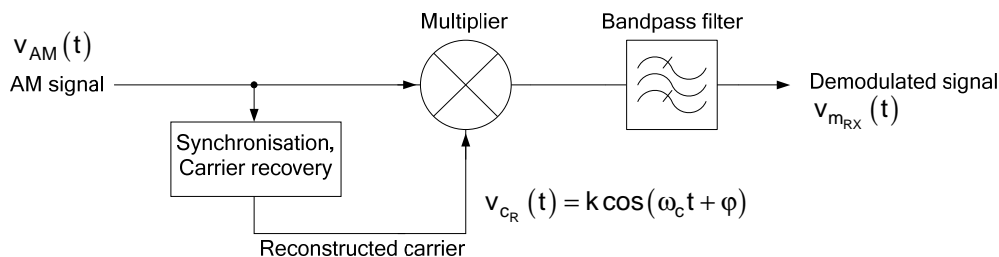 Multiplier
Bandpass filter
v_AM(t)
AM signal
Demodulated signal
v_m_RX(t)
Synchronisation,
Carrier recovery
v_c_R(t) = k cos(ω_c t + φ)
Reconstructed carrier